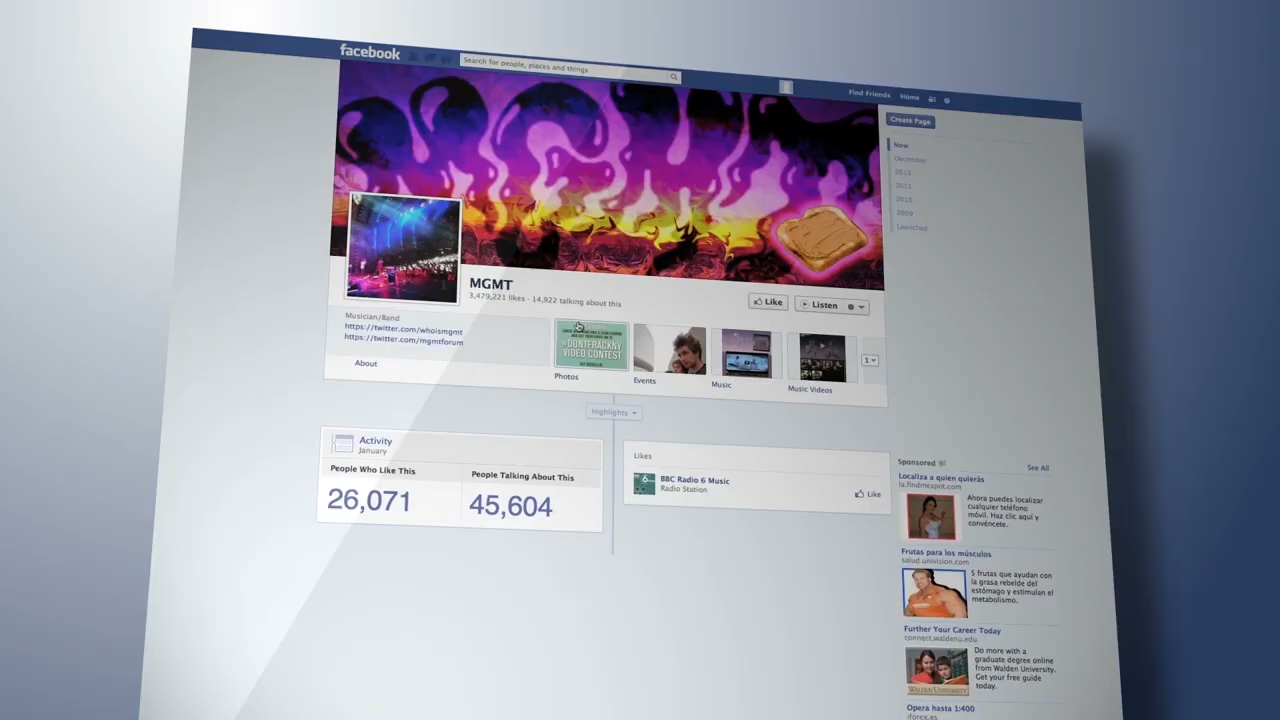 facebook
Search for people, places and things
Find Friends
Home
Create Page
Now
December
2012
2011
2010
2009
Launched
MGMT
3,479,221 likes · 14,922 talking about this
Like
Listen
Musician/Band
https://twitter.com/whoismgmt
https://twitter.com/mgmtforum
About
#DONTFRACKNY
VIDEO CONTEST
Photos
Events
Music
Music Videos
1
Highlights
Activity
January
People Who Like This
People Talking About This
26,071
45,604
Likes
6
BBC Radio 6 Music
Radio Station
Like
Sponsored
See All
Localiza a quien quierás
la.findmespot.com
Ahora puedes localizar
cualquier teléfono
móvil. Haz clic aquí y
convéncete.
Frutas para los músculos
salud.univision.com
5 frutas que ayudan con
la grasa rebelde del
estómago y estimulan el
metabolismo.
Further Your Career Today
connect.waldenu.edu
Do more with a
graduate degree online
from Walden University.
Get your free guide
today.
WALDEN UNIVERSITY
Opera hasta 1:400
iforex.es